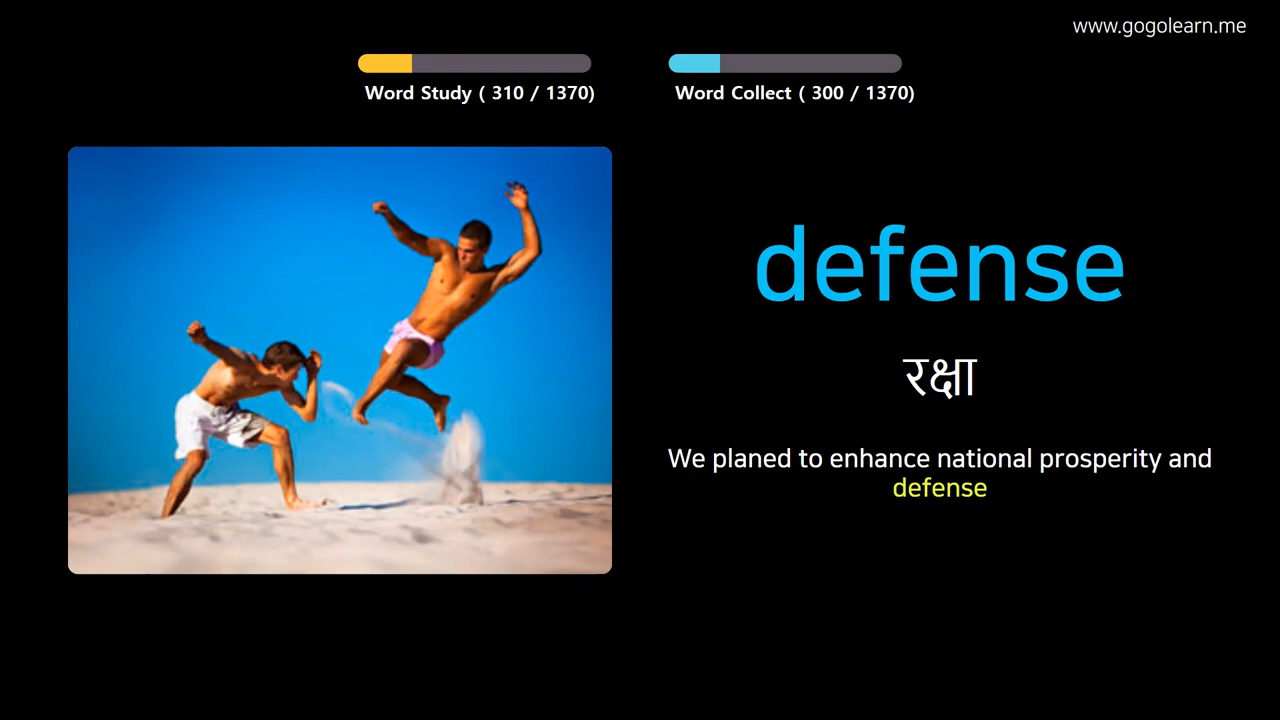 www.gogolearn.me
Word Study ( 310 / 1370)
Word Collect ( 300 / 1370)
defense
रक्षा
We planed to enhance national prosperity and
defense